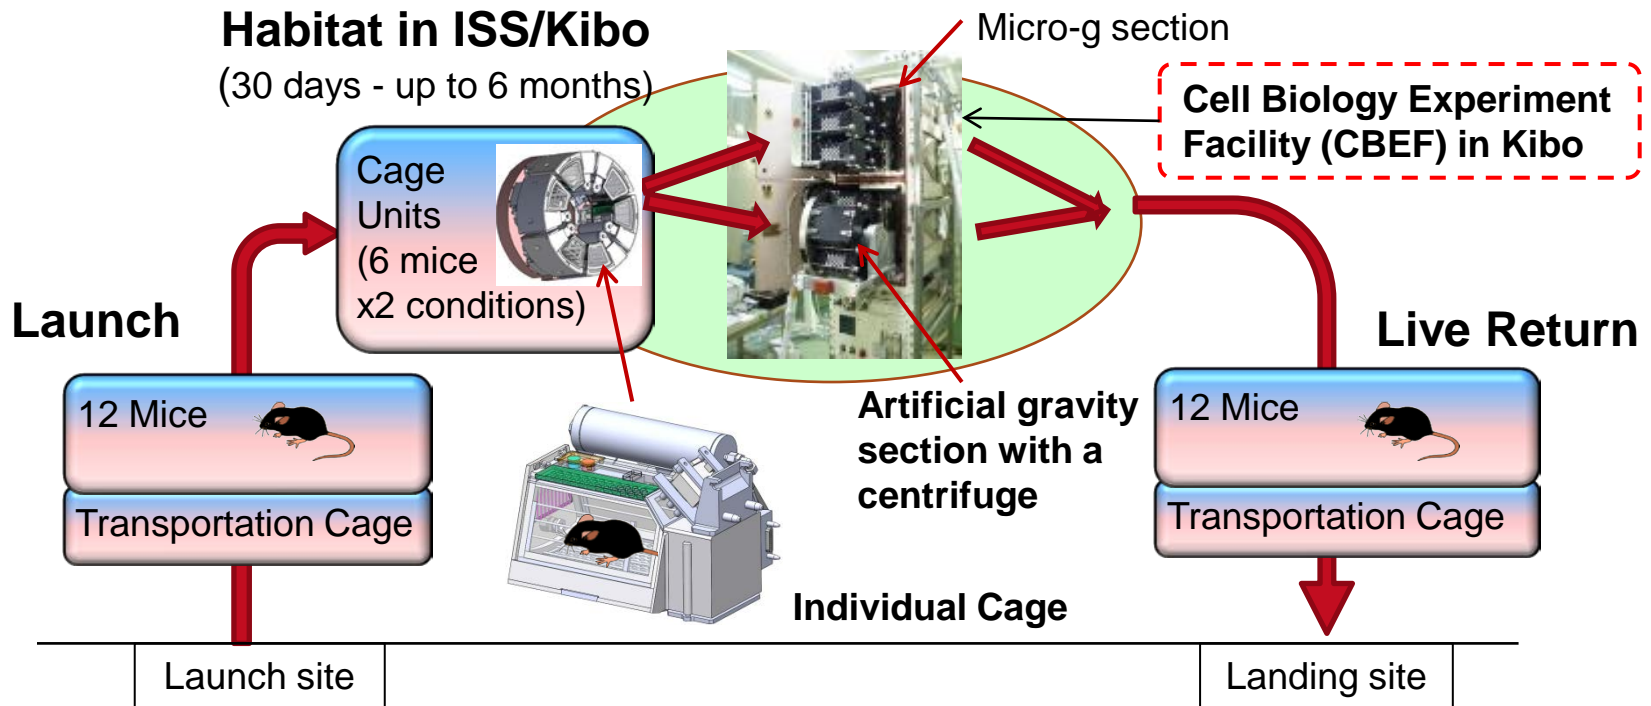 Habitat in ISS/Kibo
(30 days - up to 6 months)
Micro-g section
Cell Biology Experiment
Facility (CBEF) in Kibo
Cage
Units
(6 mice
x2 conditions)
Launch
Live Return
12 Mice
Transportation Cage
Artificial gravity
section with a
centrifuge
12 Mice
Transportation Cage
Individual Cage
Launch site
Landing site